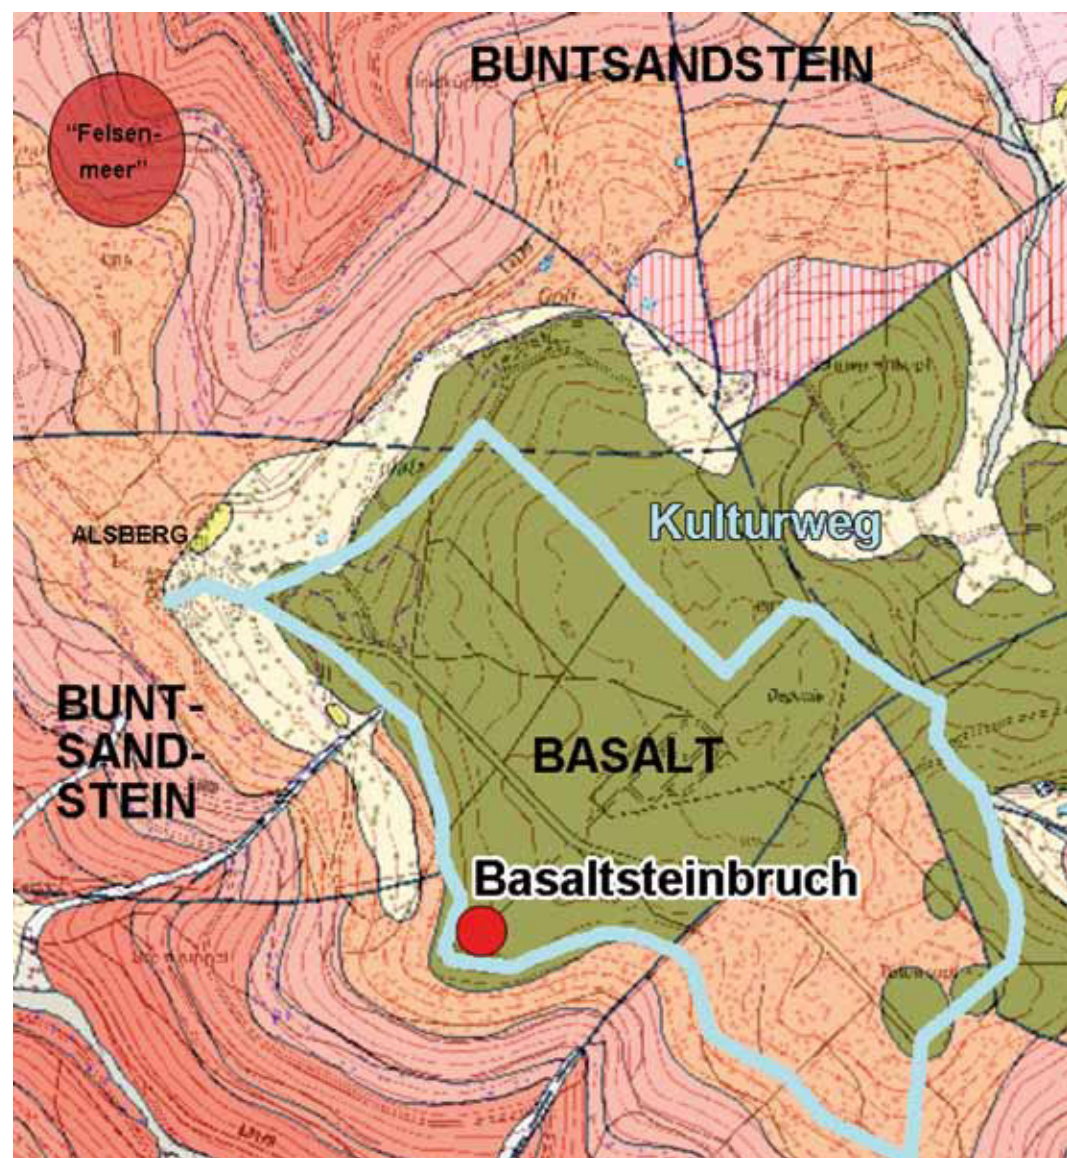 BUNTSANDSTEIN
"Felsen-
meer"
Kulturweg
ALSBERG
BUNT-
SAND-
STEIN
BASALT
Basaltsteinbruch